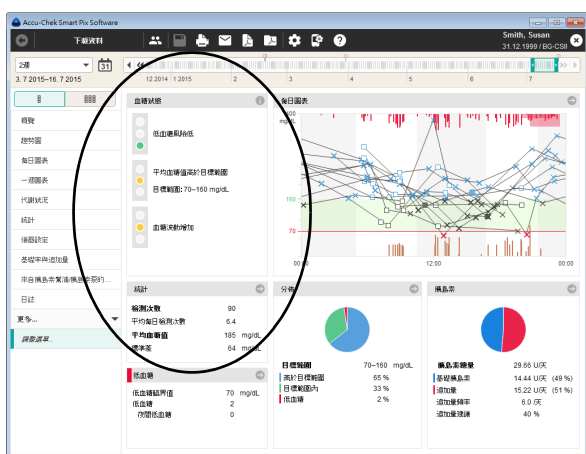 Accu-Chek Smart Pix Software
下載資料
Smith, Susan
31.12.1999 / BG-CSII
2週
31
3. 7 2015–16. 7 2015
12 2014
1 2015
2
3
4
5
6
7
概覽
趨勢圖
每日圖表
一週圖表
代謝狀況
統計
儀器設定
基礎率與追加量
來自胰島素幫浦/胰島素泵的...
日誌
更多...
調整選單...
血糖狀態
低血糖風險低
平均血糖值高於目標範圍
目標範圍: 70–160 mg/dL
血糖波動增加
每日圖表
mg/dL
160
70
00:00
12:00
00:00
統計
檢測次數 90
平均每日檢測次數 6.4
平均血糖值 185 mg/dL
標準差 64 mg/dL
低血糖
低血糖臨界值 70 mg/dL
低血糖 2
夜間低血糖 0
目標範圍 70–160 mg/dL
高於目標範圍 65 %
目標範圍內 33 %
低血糖 2 %
胰島素
胰島素總量 29.66 U/天
基礎胰島素 14.44 U/天 (49 %)
追加量 15.22 U/天 (51 %)
追加量頻率 6.0 /天
追加量建議 40 %